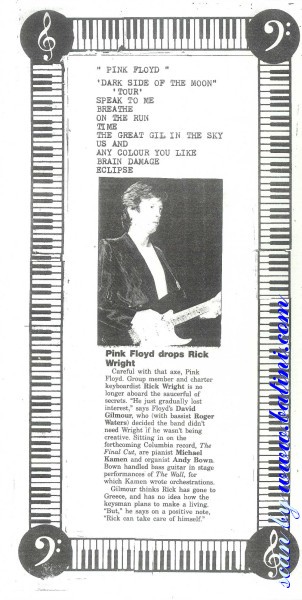 " PINK FLOYD "
'DARK SIDE OF THE MOON"
'TOUR'
SPEAK TO ME
BREATHE
ON THE RUN
TIME
THE GREAT GIL IN THE SKY
US AND
ANY COLOUR YOU LIKE
BRAIN DAMAGE
ECLIPSE
Pink Floyd drops Rick
Wright
Careful with that axe, Pink
Floyd. Group member and charter
keyboardist Rick Wright is no
longer aboard the saucerful of
secrets. "He just gradually lost
interest," says Floyd's David
Gilmour, who (with bassist Roger
Waters) decided the band didn't
need Wright if he wasn't being
creative. Sitting in on the
forthcoming Columbia record, The
Final Cut, are pianist Michael
Kamen and organist Andy Bown.
Bown handled bass guitar in stage
performances of The Wall, for
which Kamen wrote orchestrations.
Gilmour thinks Rick has gone to
Greece, and has no idea how the
keysman plans to make a living.
"But," he says on a positive note,
"Rick can take care of himself."
scan by www.batini.com